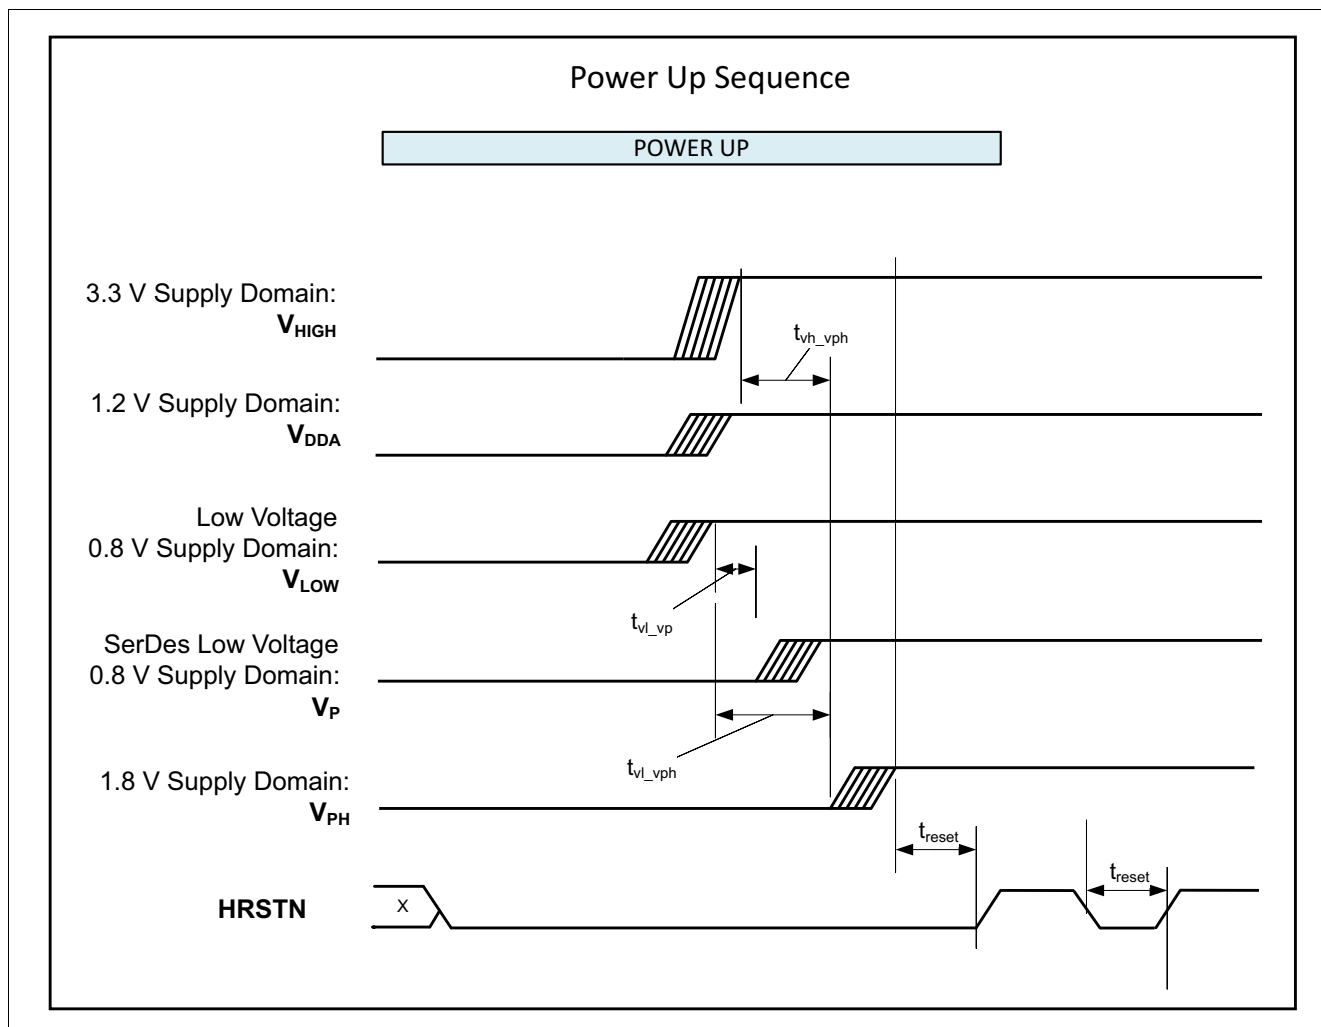 Power Up Sequence
POWER UP
3.3 V Supply Domain:
VHIGH
tvh_vph
1.2 V Supply Domain:
VDDA
Low Voltage
0.8 V Supply Domain:
VLOW
tvl_vp
SerDes Low Voltage
0.8 V Supply Domain:
VP
tvl_vph
1.8 V Supply Domain:
VPH
treset
treset
HRSTN
X